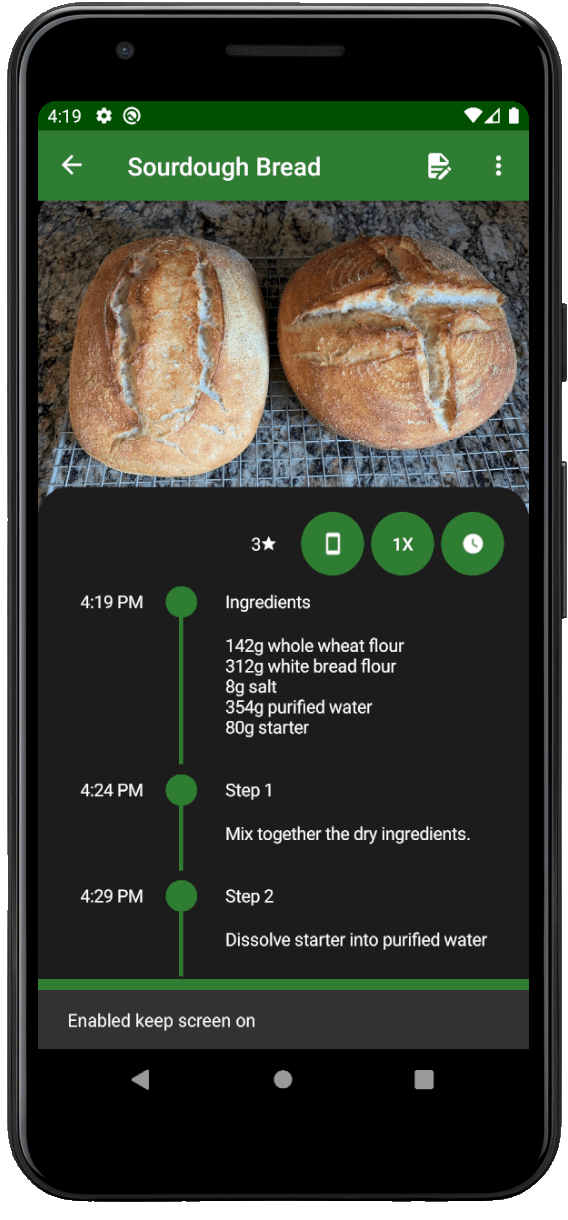 4:19
Sourdough Bread
3★
1X
4:19 PM
Ingredients
142g whole wheat flour
312g white bread flour
8g salt
354g purified water
80g starter
4:24 PM
Step 1
Mix together the dry ingredients.
4:29 PM
Step 2
Dissolve starter into purified water
Enabled keep screen on